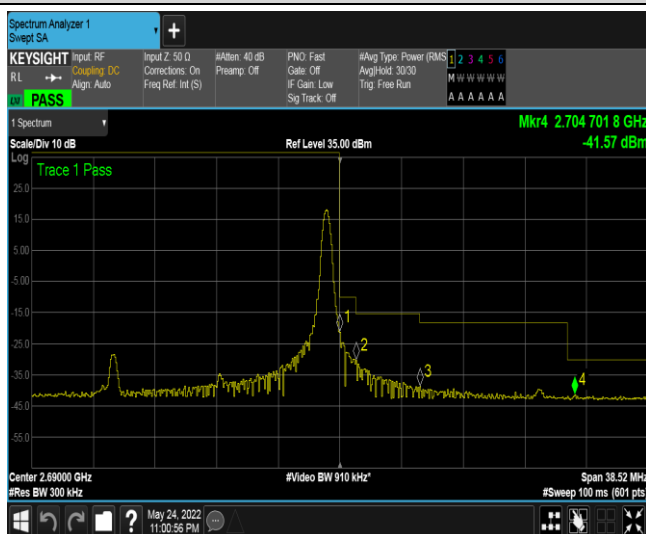 Spectrum Analyzer 1
Swept SA
+
KEYSIGHT
RL
PASS
Input: RF
Coupling: DC
Align: Auto
Input Z: 50 Ω
Corrections: On
Freq Ref: Int (S)
#Atten: 40 dB
Preamp: Off
PNO: Fast
Gate: Off
IF Gain: Low
Sig Track: Off
#Avg Type: Power (RMS
Avg|Hold: 30/30
Trig: Free Run
1 2 3 4 5 6
M W W W W W
A A A A A A
1 Spectrum
Mkr4 2.704 701 8 GHz
Scale/Div 10 dB
Ref Level 35.00 dBm
-41.57 dBm
Log
Trace 1 Pass
25.0
15.0
5.00
-5.00
-15.0
-25.0
-35.0
-45.0
-55.0
1
2
3
4
Center 2.69000 GHz
#Video BW 910 kHz*
Span 38.52 MHz
#Res BW 300 kHz
#Sweep 100 ms (601 pts)
?
May 24, 2022
11:00:56 PM